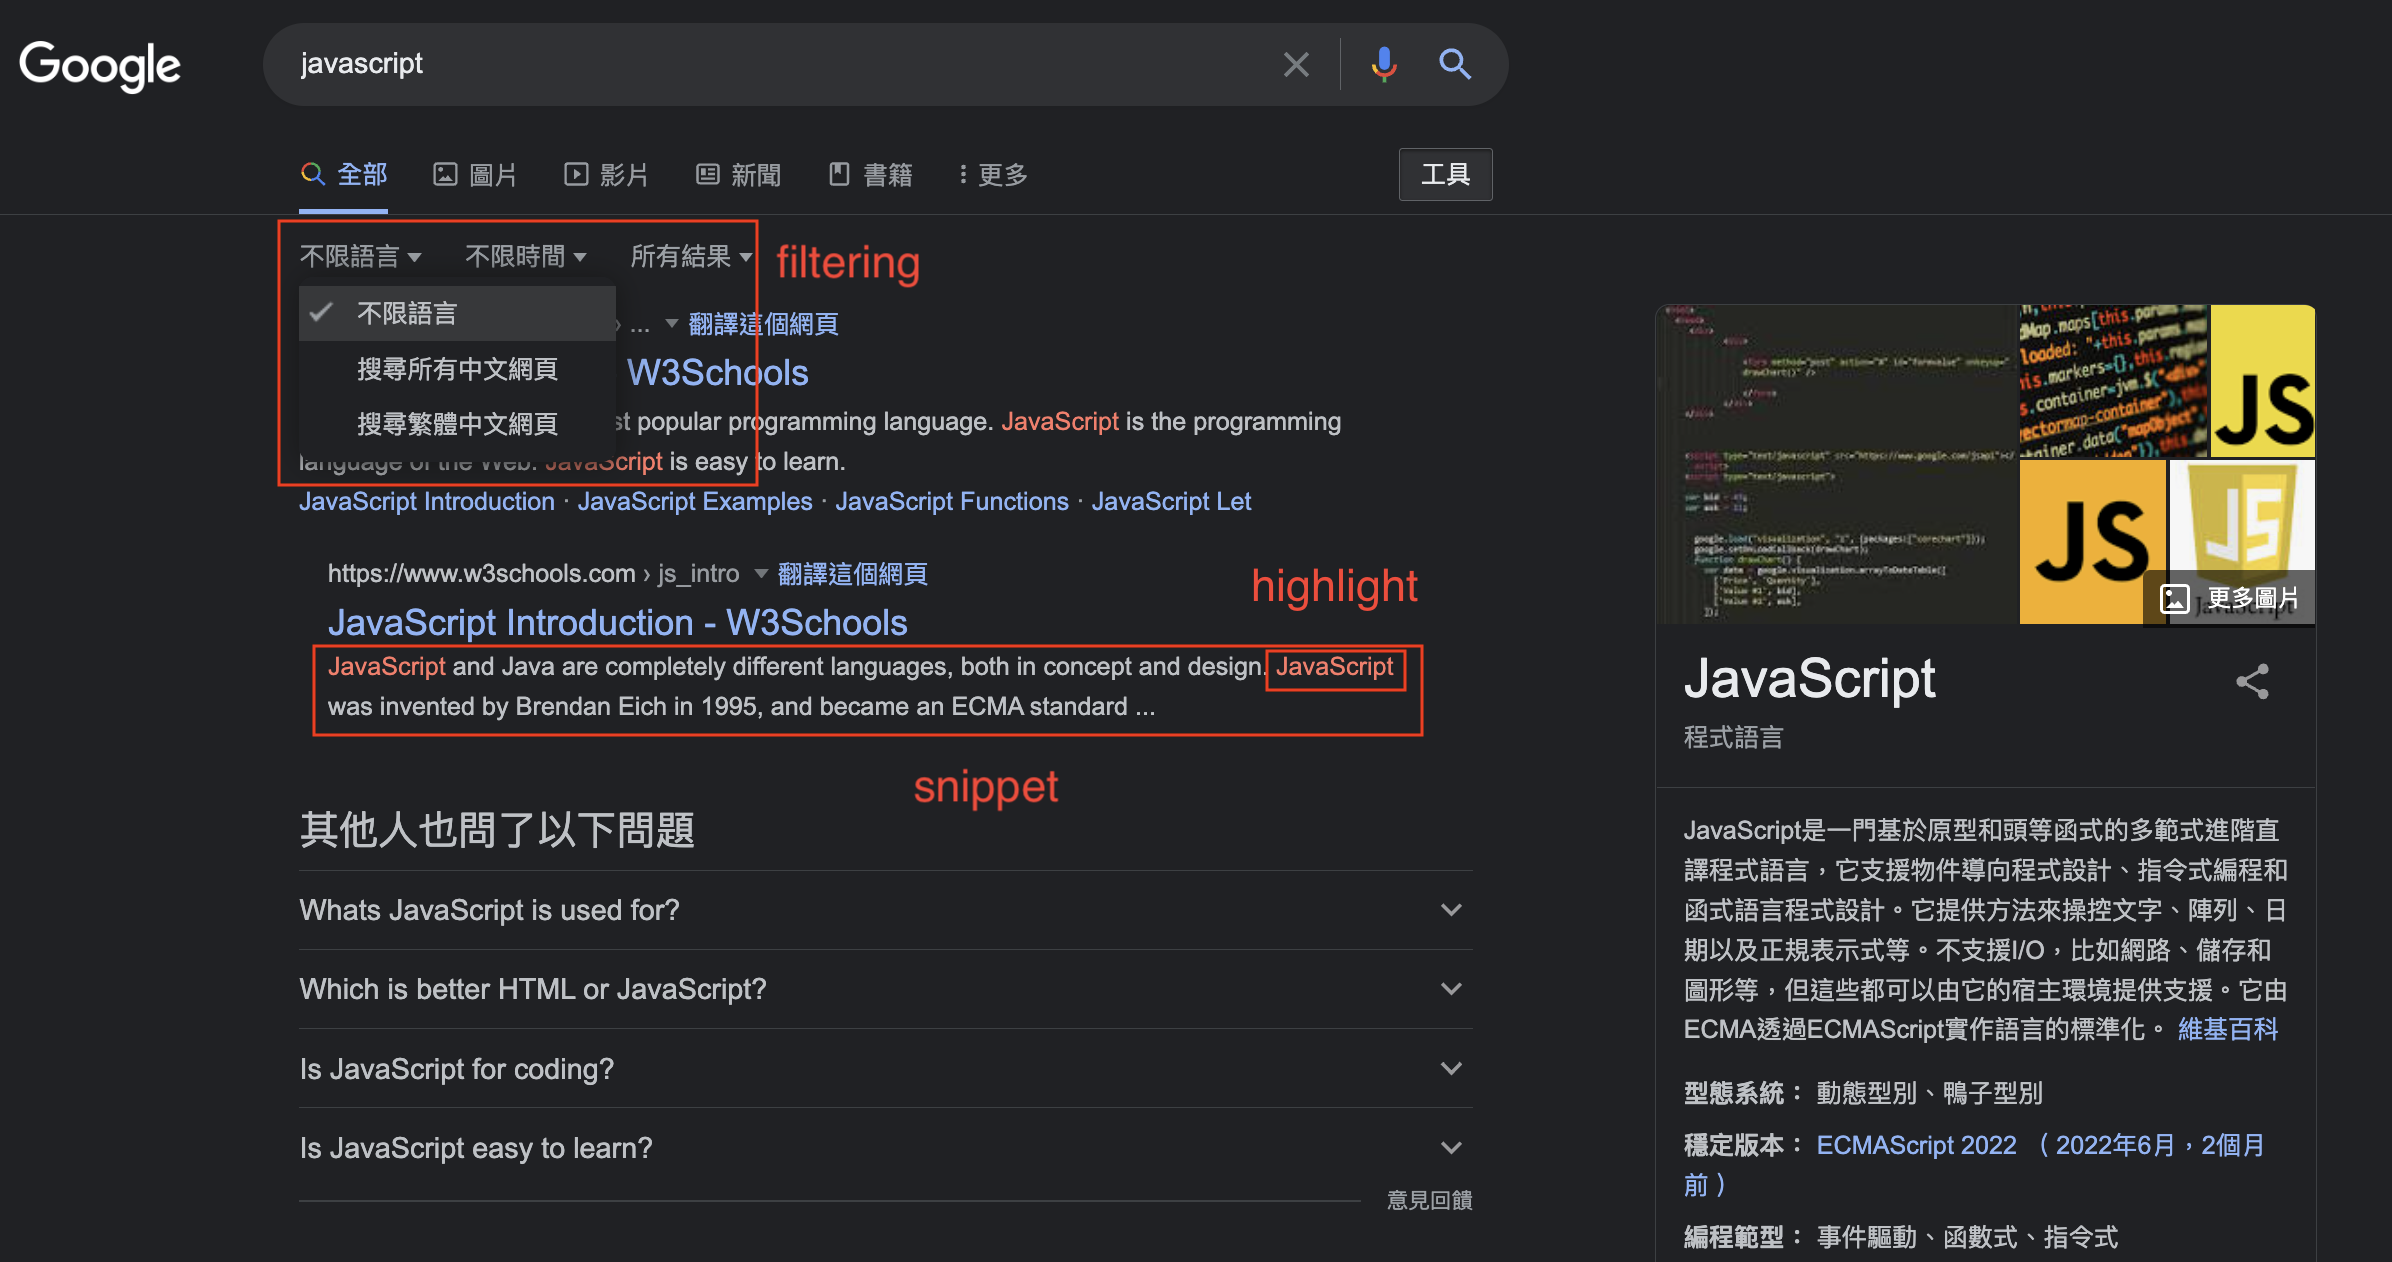 Google
javascript
全部
圖片
影片
新聞
書籍
更多
工具
不限語言
不限時間
所有結果
filtering
不限語言
搜尋所有中文網頁
搜尋繁體中文網頁
› ... 翻譯這個網頁
W3Schools
st popular programming language. JavaScript is the programming
language of the Web. JavaScript is easy to learn.
JavaScript Introduction · JavaScript Examples · JavaScript Functions · JavaScript Let
https://www.w3schools.com › js_intro 翻譯這個網頁
highlight
JavaScript Introduction - W3Schools
JavaScript and Java are completely different languages, both in concept and design. JavaScript
was invented by Brendan Eich in 1995, and became an ECMA standard ...
snippet
其他人也問了以下問題
Whats JavaScript is used for?
Which is better HTML or JavaScript?
Is JavaScript for coding?
Is JavaScript easy to learn?
意見回饋
JS
JS
JS
更多圖片
JavaScript
程式語言
JavaScript是一門基於原型和頭等函式的多範式進階直
譯程式語言，它支援物件導向程式設計、指令式編程和
函式語言程式設計。它提供方法來操控文字、陣列、日
期以及正規表示式等。不支援I/O，比如網路、儲存和
圖形等，但這些都可以由它的宿主環境提供支援。它由
ECMA透過ECMAScript實作語言的標準化。 維基百科
型態系統： 動態型別、鴨子型別
穩定版本： ECMAScript 2022 （2022年6月，2個月
前）
編程範型： 事件驅動、函數式、指令式